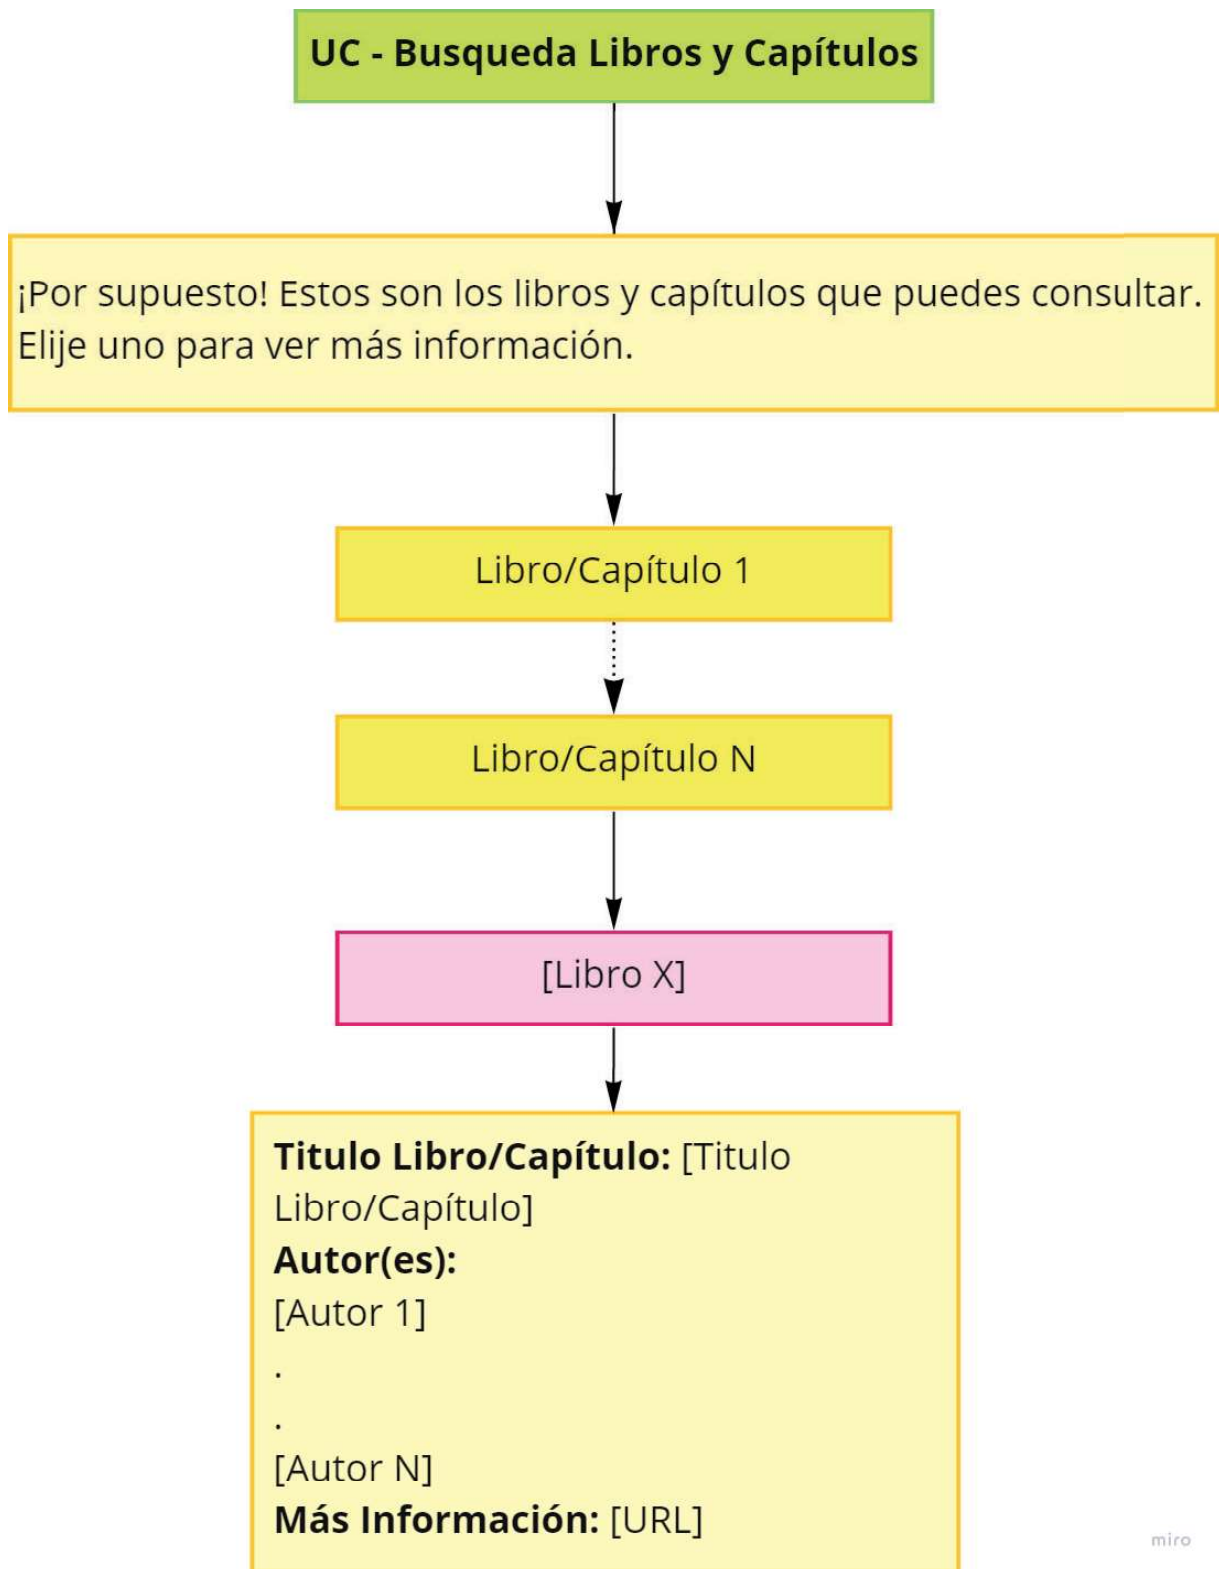 UC - Busqueda Libros y Capítulos
¡Por supuesto! Estos son los libros y capítulos que puedes consultar.
Elije uno para ver más información.
Libro/Capítulo 1
Libro/Capítulo N
[Libro X]
Titulo Libro/Capítulo: [Titulo
Libro/Capítulo]
Autor(es):
[Autor 1]
.
.
[Autor N]
Más Información: [URL]
miro